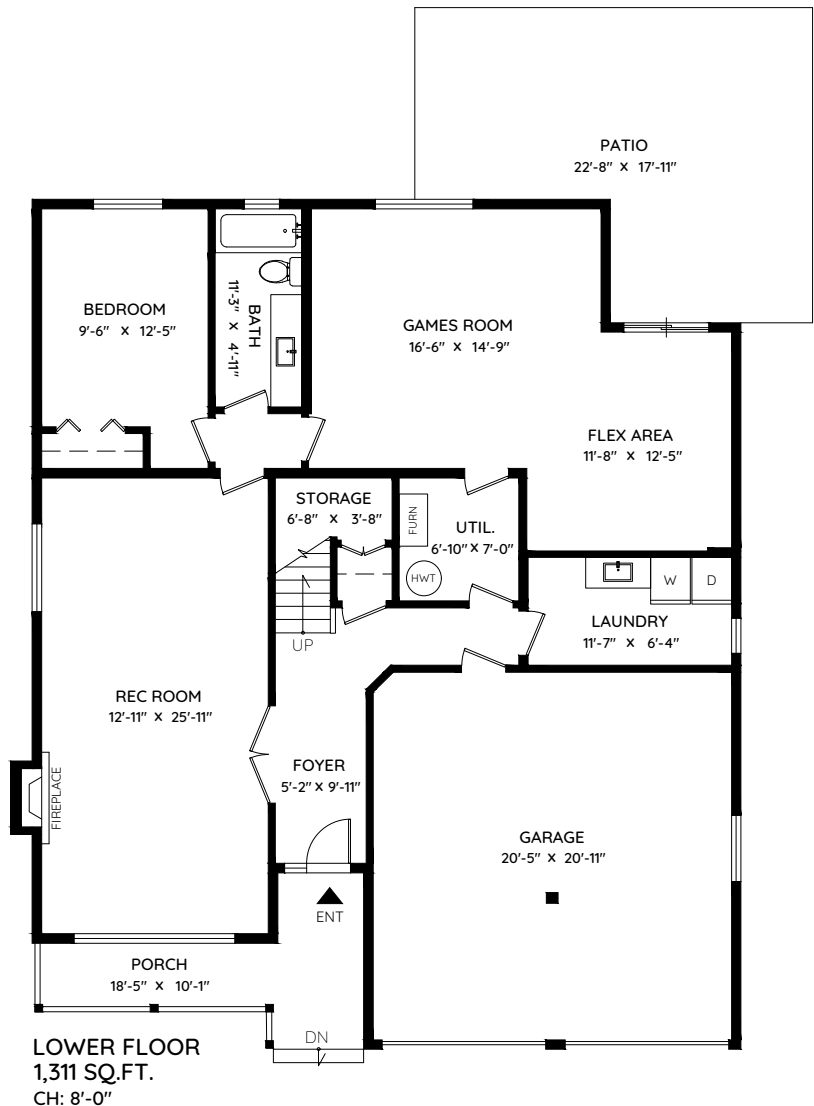 PATIO
22'-8" x 17'-11"
BEDROOM
9'-6" x 12'-5"
BATH
11'-3" x 4'-11"
GAMES ROOM
16'-6" x 14'-9"
FLEX AREA
11'-8" x 12'-5"
STORAGE
6'-8" x 3'-8"
FURN
UTIL.
6'-10" x 7'-0"
HWT
W
D
LAUNDRY
11'-7" x 6'-4"
UP
REC ROOM
12'-11" x 25'-11"
FIREPLACE
FOYER
5'-2" x 9'-11"
GARAGE
20'-5" x 20'-11"
ENT
PORCH
18'-5" x 10'-1"
DN
LOWER FLOOR
1,311 SQ.FT.
CH: 8'-0"